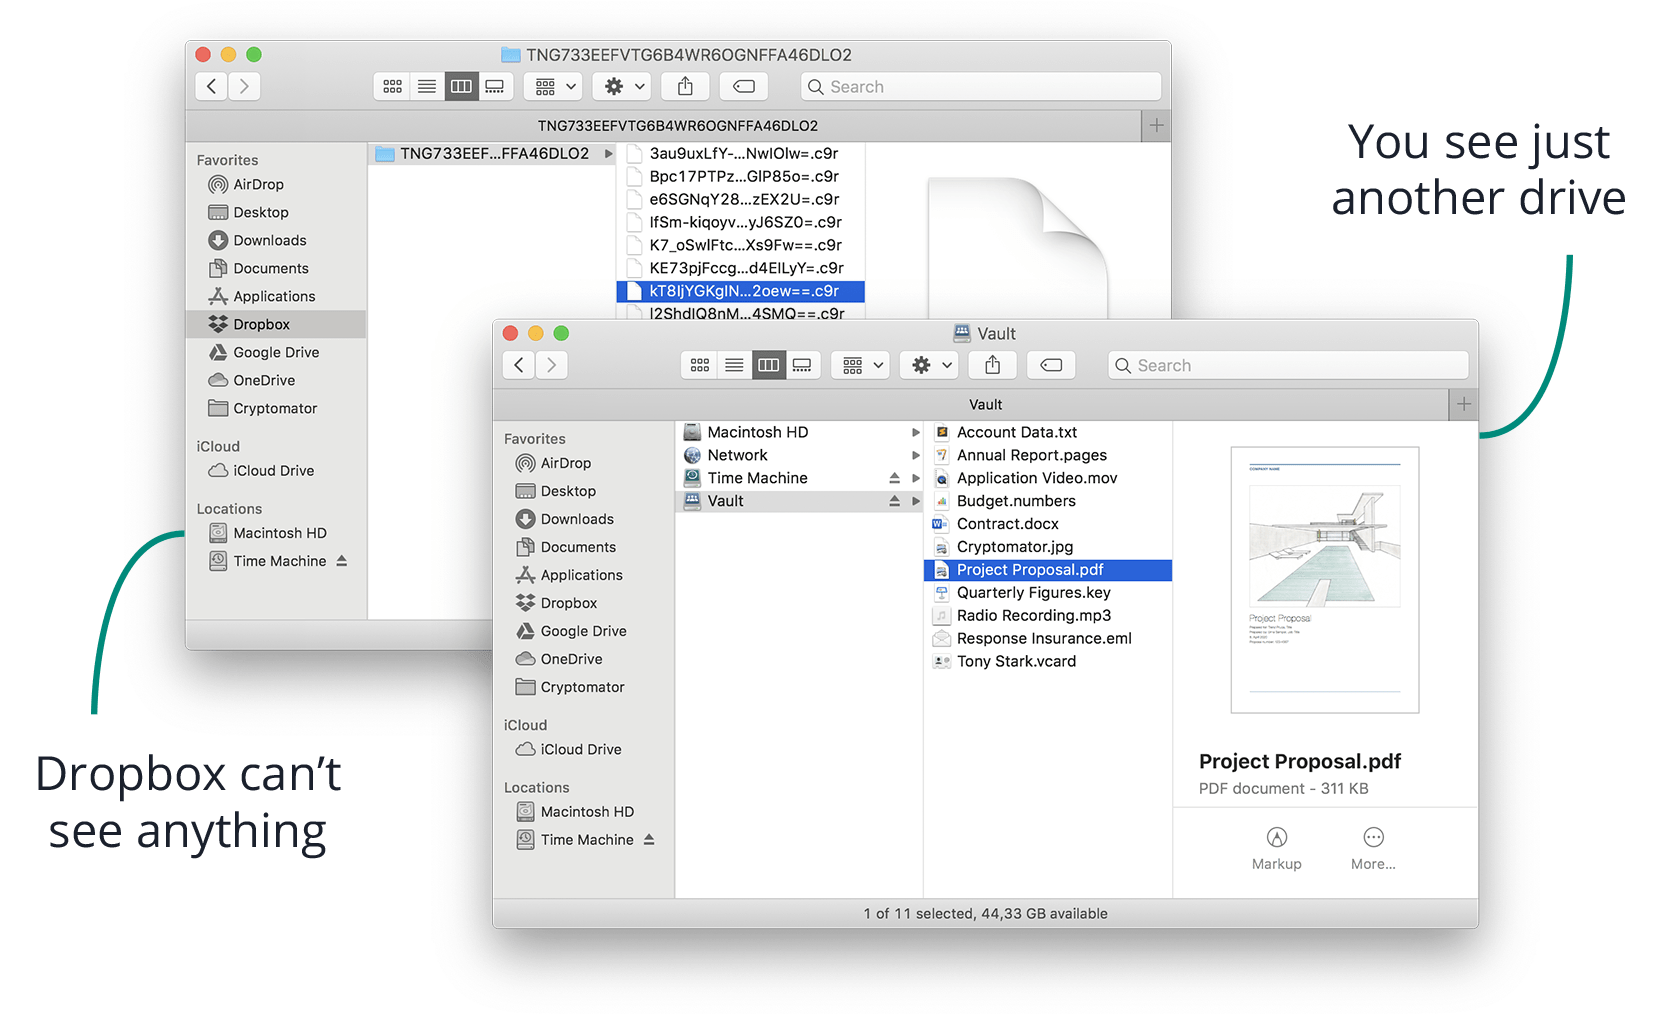 TNG733EEFVTG6B4WR6OGNFFA46DLO2
Search
TNG733EEFVTG6B4WR6OGNFFA46DLO2
Favorites
AirDrop
Desktop
Downloads
Documents
Applications
Dropbox
Google Drive
OneDrive
Cryptomator
iCloud
iCloud Drive
Locations
Macintosh HD
Time Machine
TNG733EEF...FFA46DLO2
3au9uxLfY-...NwIOIw=.c9r
Bpc17PTPz...GIP85o=.c9r
e6SGNqY28...zEX2U=.c9r
IfSm-kiqoyv...yJ6SZ0=.c9r
K7_oSwIFtc...Xs9Fw==.c9r
KE73pjFccg...d4EILyY=.c9r
kT8IjYGKgIN...2oew==.c9r
I2ShdIQ8nM...4SMQ==.c9r
You see just
another drive
Vault
Search
Vault
Favorites
AirDrop
Desktop
Downloads
Documents
Applications
Dropbox
Google Drive
OneDrive
Cryptomator
iCloud
iCloud Drive
Locations
Macintosh HD
Time Machine
Macintosh HD
Network
Time Machine
Vault
Account Data.txt
Annual Report.pages
Application Video.mov
Budget.numbers
Contract.docx
Cryptomator.jpg
Project Proposal.pdf
Quarterly Figures.key
Radio Recording.mp3
Response Insurance.eml
Tony Stark.vcard
COMPANY NAME
Project Proposal
Project Proposal.pdf
PDF document - 311 KB
Markup
More...
1 of 11 selected, 44,33 GB available
Dropbox can't
see anything